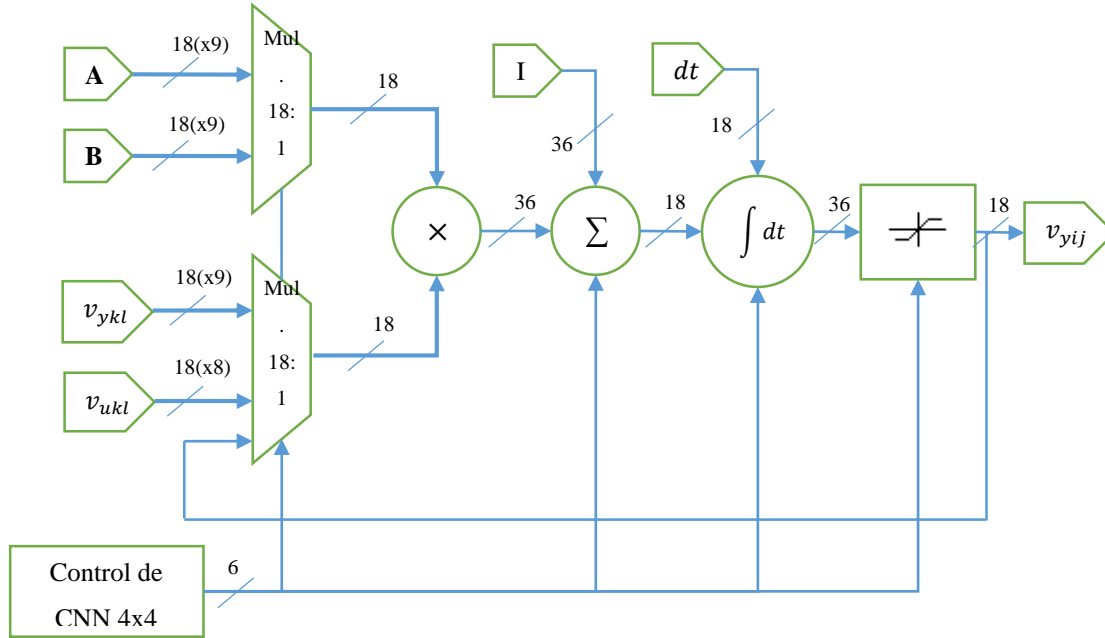 A
18(x9)
B
18(x9)
Mul
.
18:
1
18
I
36
dt
18
×
36
∑
18
∫ dt
36
18
v_yij
v_ykl
18(x9)
v_ukl
18(x8)
Mul
.
18:
1
18
Control de
CNN 4x4
6